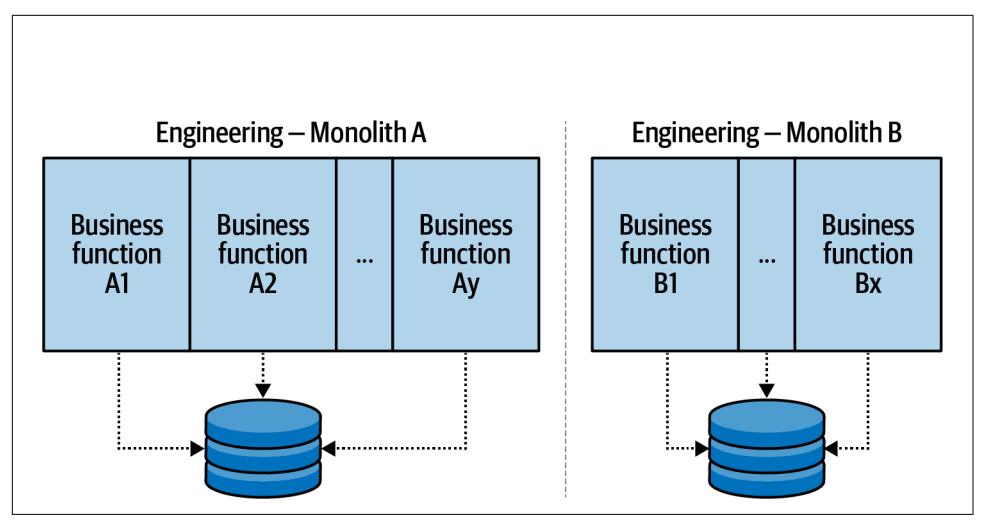 Engineering – Monolith A
Business
function
A1
Business
function
A2
...
Business
function
Ay
Engineering – Monolith B
Business
function
B1
...
Business
function
Bx